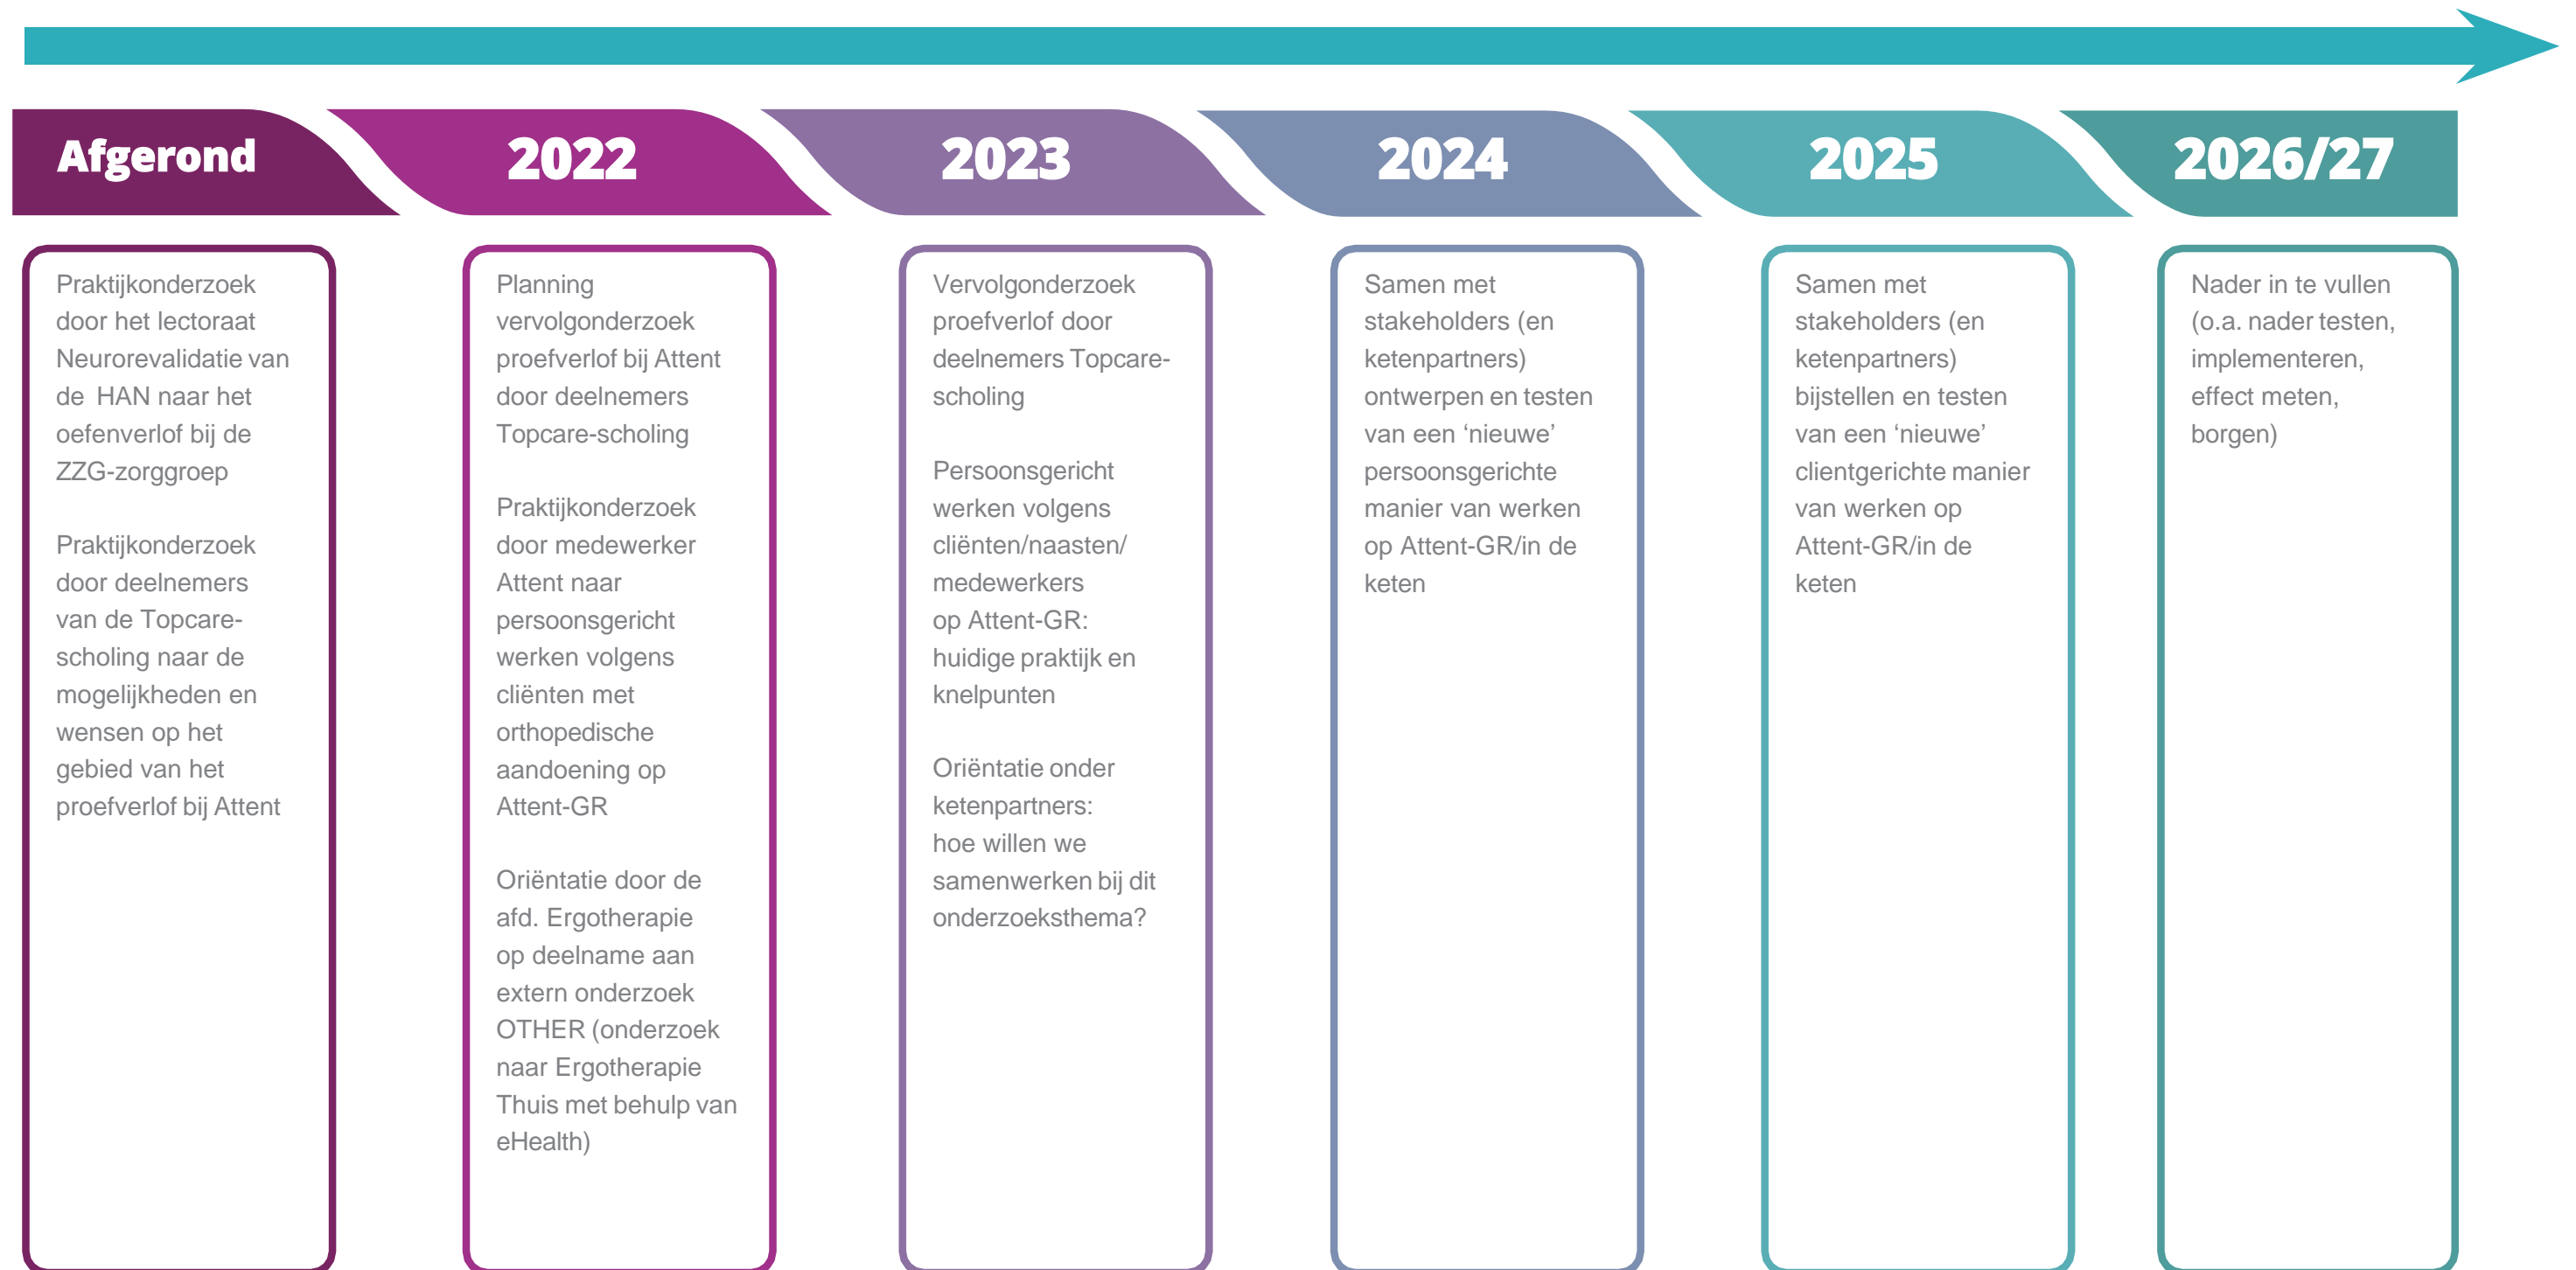 Afgerond
2022
2023
2024
2025
2026/27
Praktijkonderzoek
door het lectoraat
Neurorevalidatie van
de HAN naar het
oefenverlof bij de
ZZG-zorggroep
Praktijkonderzoek
door deelnemers
van de Topcare-
scholing naar de
mogelijkheden en
wensen op het
gebied van het
proefverlof bij Attent
Planning
vervolgonderzoek
proefverlof bij Attent
door deelnemers
Topcare-scholing
Praktijkonderzoek
door medewerker
Attent naar
persoonsgericht
werken volgens
cliënten met
orthopedische
aandoening op
Attent-GR
Oriëntatie door de
afd. Ergotherapie
op deelname aan
extern onderzoek
OTHER (onderzoek
naar Ergotherapie
Thuis met behulp van
eHealth)
Vervolgonderzoek
proefverlof door
deelnemers Topcare-
scholing
Persoonsgericht
werken volgens
cliënten/naasten/
medewerkers
op Attent-GR:
huidige praktijk en
knelpunten
Oriëntatie onder
ketenpartners:
hoe willen we
samenwerken bij dit
onderzoeksthema?
Samen met
stakeholders (en
ketenpartners)
ontwerpen en testen
van een ‘nieuwe’
persoonsgerichte
manier van werken
op Attent-GR/in de
keten
Samen met
stakeholders (en
ketenpartners)
bijstellen en testen
van een ‘nieuwe’
clientgerichte manier
van werken op
Attent-GR/in de
keten
Nader in te vullen
(o.a. nader testen,
implementeren,
effect meten,
borgen)